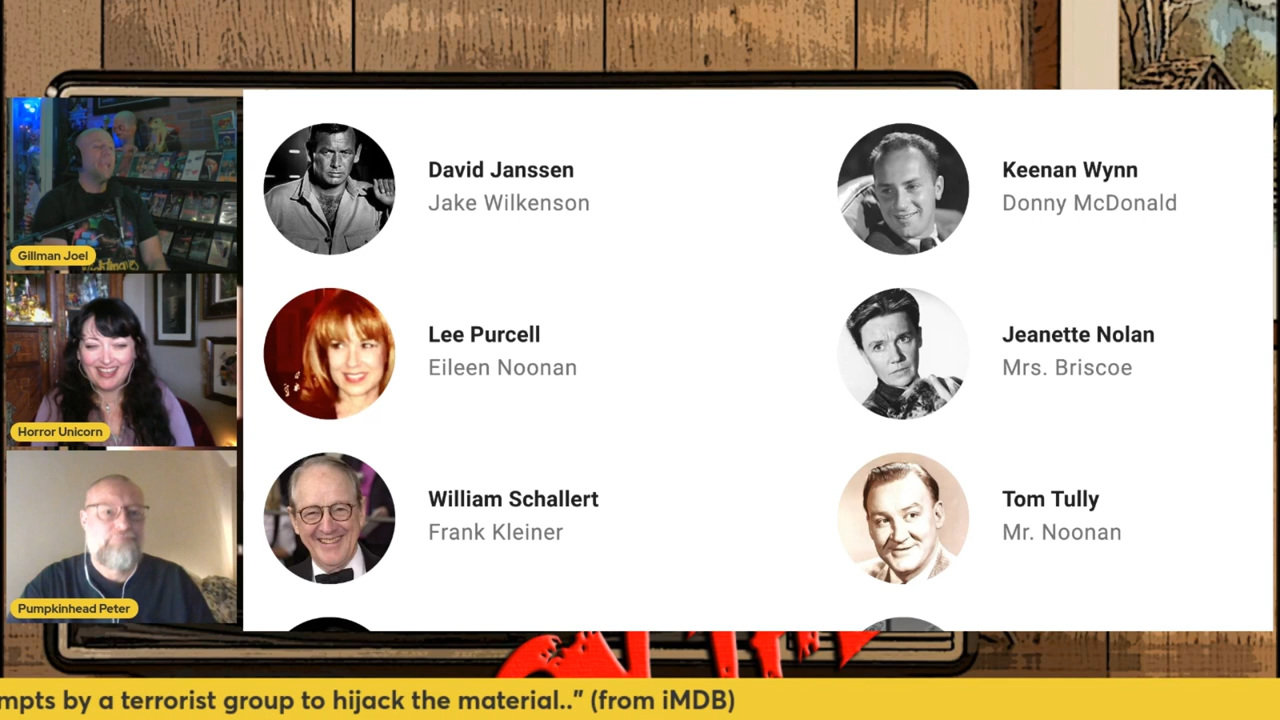 David Janssen
Jake Wilkenson
Keenan Wynn
Donny McDonald
Gillman Joel
Lee Purcell
Eileen Noonan
Jeanette Nolan
Mrs. Briscoe
Horror Unicorn
William Schallert
Frank Kleiner
Tom Tully
Mr. Noonan
Pumpkinhead Peter
mpts by a terrorist group to hijack the material..” (from iMDB)